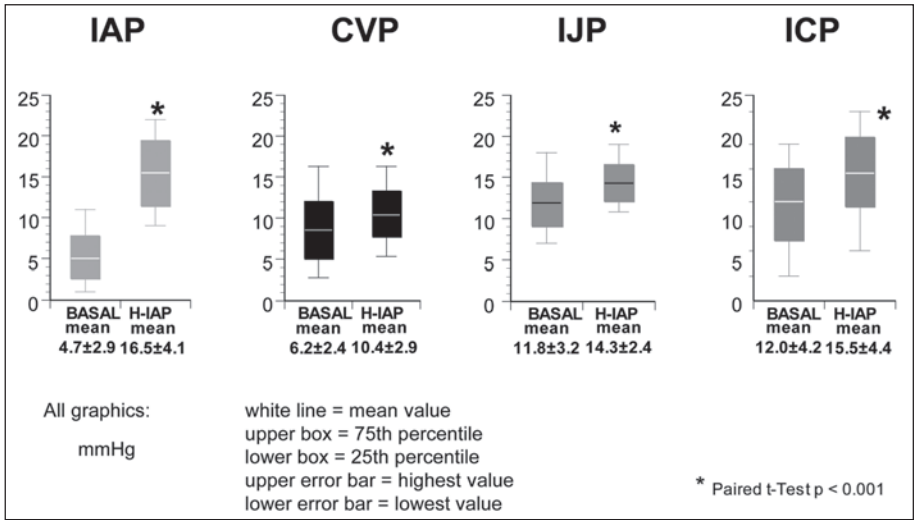 IAP CVP IJP ICP
25 25 25 25
* * * *
20 20 20 20
15 15 15 15
10 10 10 10
5 5 5 5
0 0 0 0
BASAL H-IAP BASAL H-IAP BASAL H-IAP BASAL H-IAP
mean mean mean mean mean mean mean mean
4.7±2.9 16.5±4.1 6.2±2.4 10.4±2.9 11.8±3.2 14.3±2.4 12.0±4.2 15.5±4.4
All graphics:
mmHg
white line = mean value
upper box = 75th percentile
lower box = 25th percentile
upper error bar = highest value
lower error bar = lowest value
* Paired t-Test p < 0.001